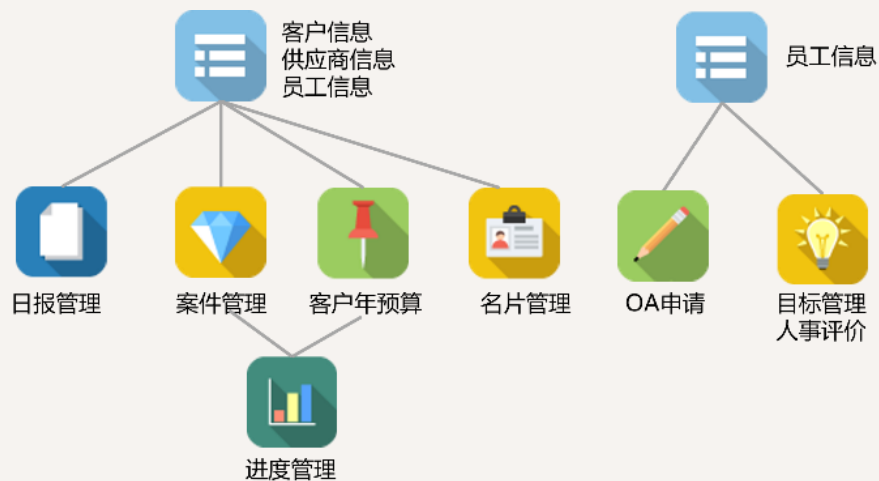 客户信息
供应商信息
员工信息
员工信息
日报管理
案件管理
客户年预算
名片管理
OA申请
目标管理
人事评价
进度管理